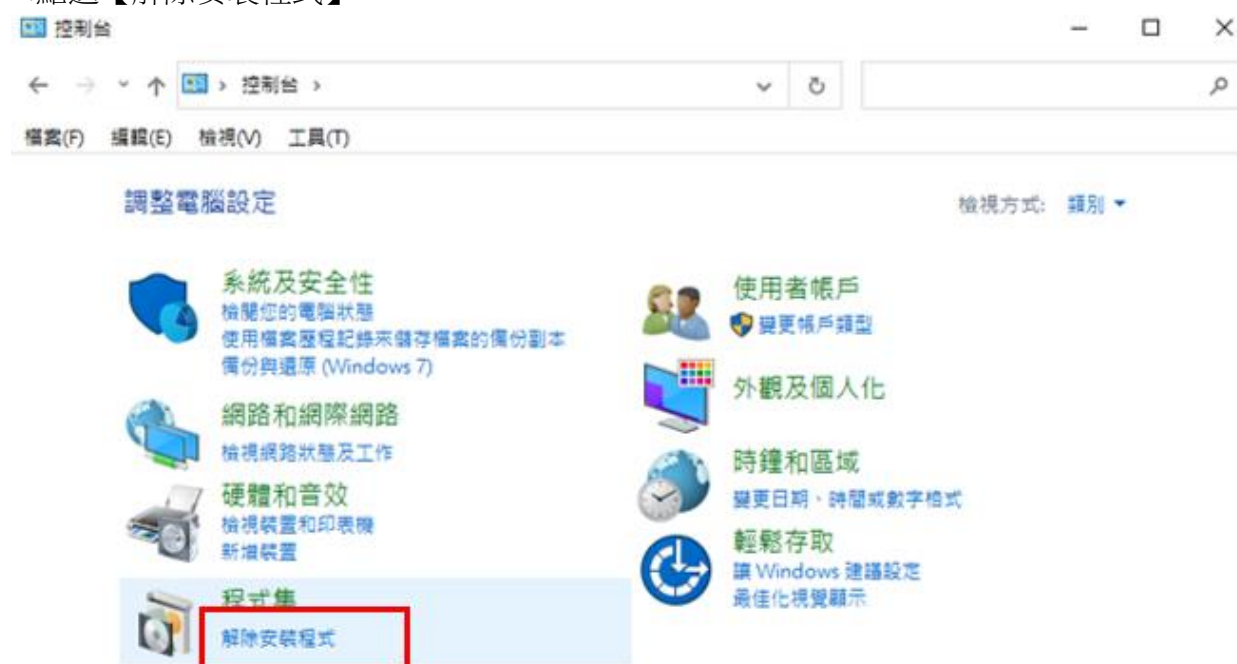 點選【解除安裝程式】
控制台
控制台
檔案(F) 編輯(E) 檢視(V) 工具(T)
調整電腦設定
檢視方式: 類別
系統及安全性
檢閱您的電腦狀態
使用檔案歷程記錄來儲存檔案的備份副本
備份與還原 (Windows 7)
網路和網際網路
檢視網路狀態及工作
硬體和音效
檢視裝置和印表機
新增裝置
程式集
解除安裝程式
使用者帳戶
變更帳戶類型
外觀及個人化
時鐘和區域
變更日期、時間或數字格式
輕鬆存取
讓 Windows 建議設定
最佳化視覺顯示